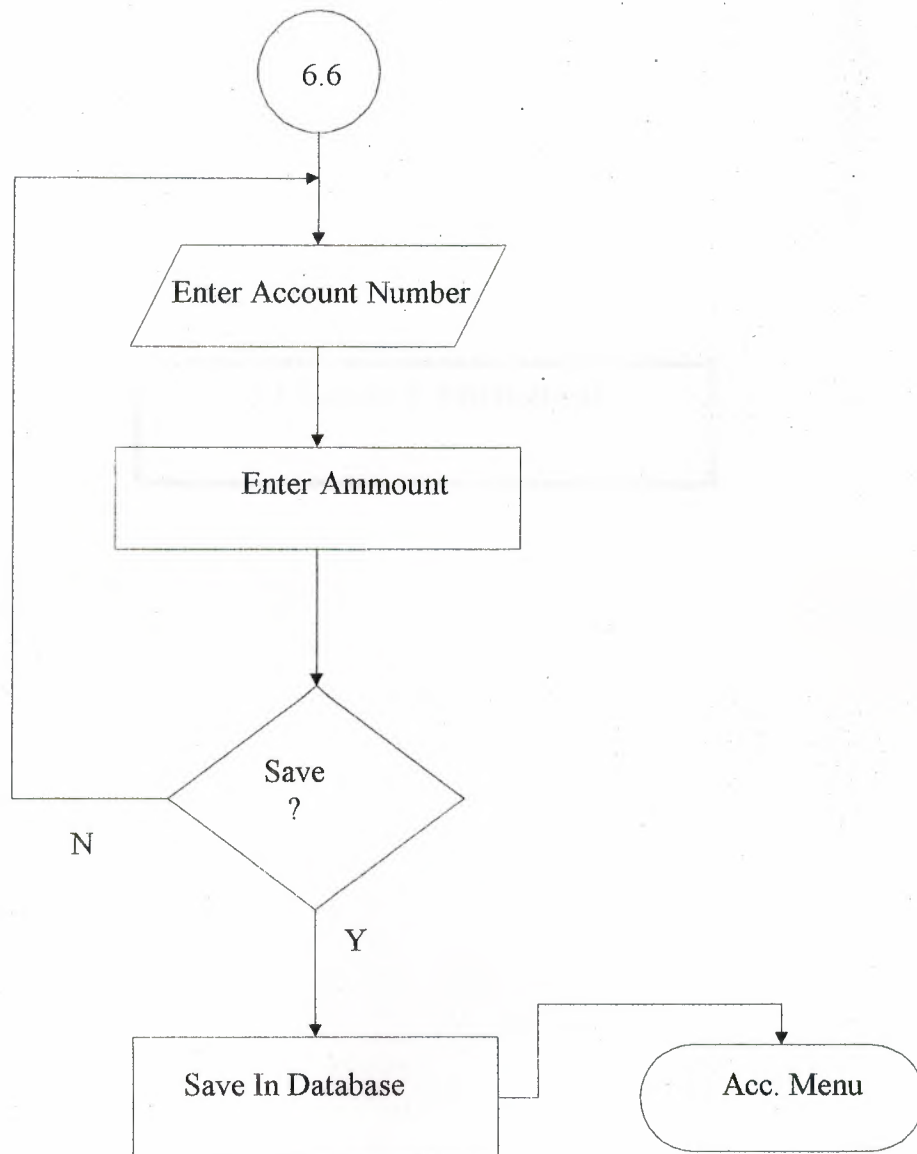 6.6
Enter Account Number
Enter Ammount
Save
?
N
Y
Save In Database
Acc. Menu